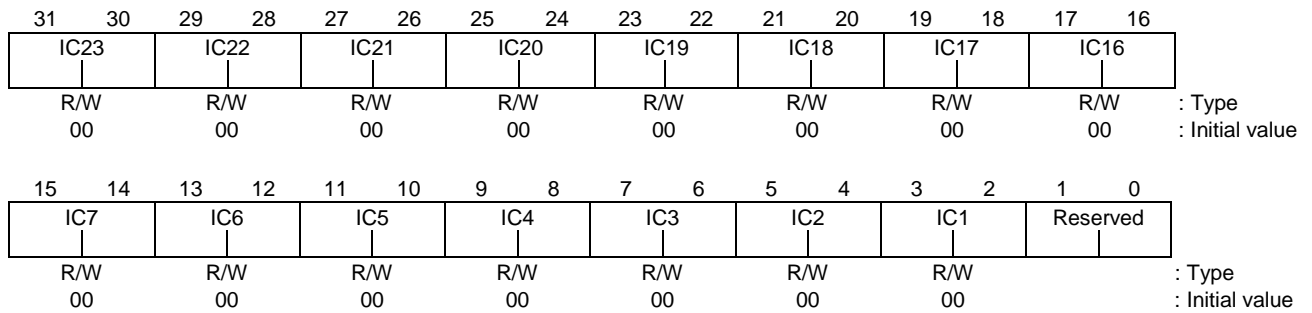 31 30 29 28 27 26 25 24 23 22 21 20 19 18 17 16
IC23 IC22 IC21 IC20 IC19 IC18 IC17 IC16
R/W R/W R/W R/W R/W R/W R/W R/W : Type
00 00 00 00 00 00 00 00 : Initial value
15 14 13 12 11 10 9 8 7 6 5 4 3 2 1 0
IC7 IC6 IC5 IC4 IC3 IC2 IC1 Reserved
R/W R/W R/W R/W R/W R/W R/W : Type
00 00 00 00 00 00 00 : Initial value